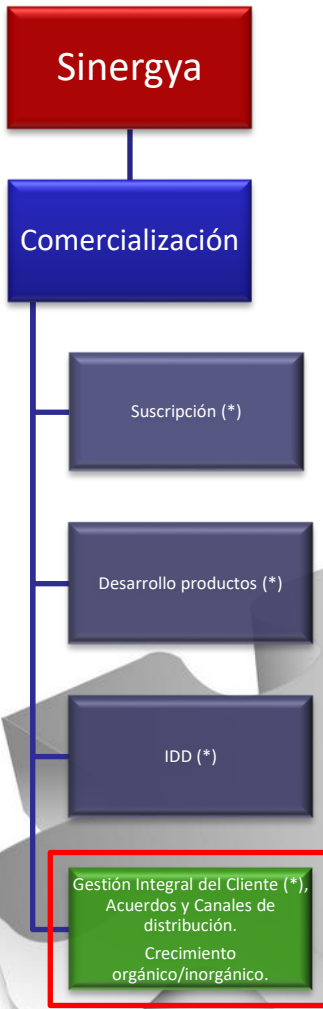 Sinergya
Comercialización
Suscripción (*)
Desarrollo productos (*)
IDD (*)
Gestión Integral del Cliente (*),
Acuerdos y Canales de
distribución.
Crecimiento
orgánico/inorgánico.